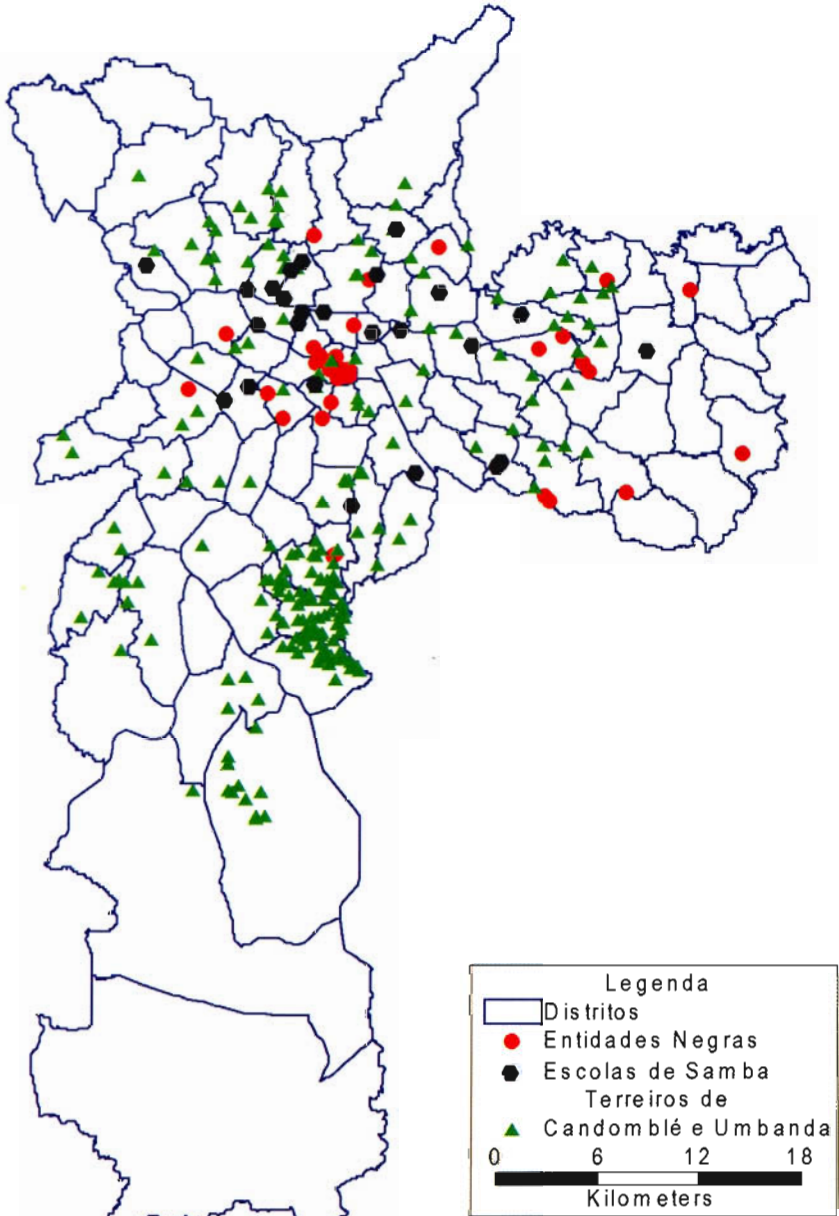 Legenda
Distritos
Entidades Negras
Escolas de Samba
Terreiros de
Candomblé e Umbanda
0 6 12 18
Kilometers